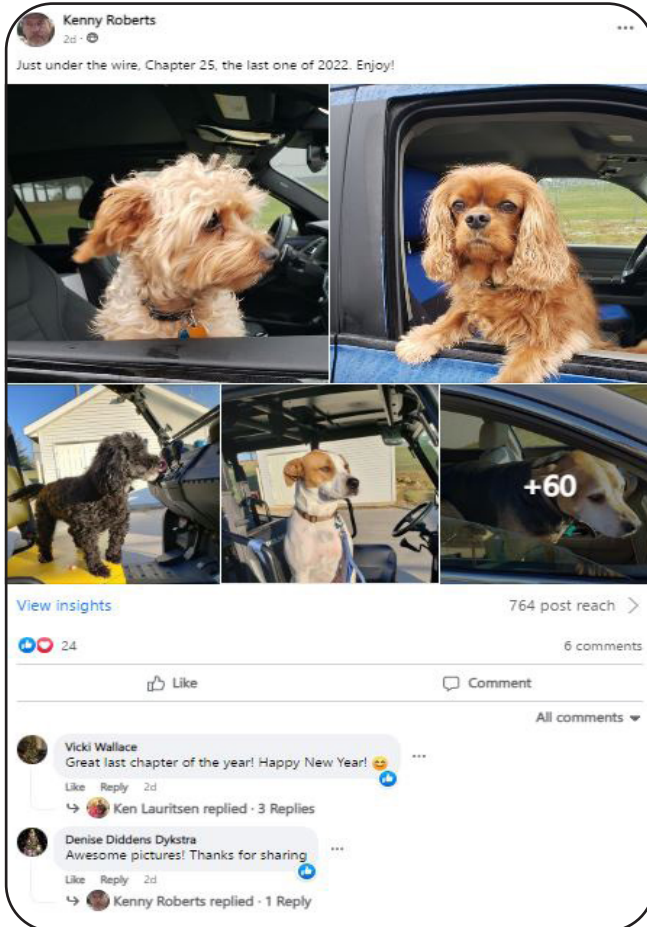 Kenny Roberts
2d ·
Just under the wire, Chapter 25, the last one of 2022. Enjoy!
+60
View insights
764 post reach
24
6 comments
Like
Comment
All comments
Vicki Wallace
Great last chapter of the year! Happy New Year! 😊
Like Reply 2d
Ken Lauritsen replied · 3 Replies
Denise Diddens Dykstra
Awesome pictures! Thanks for sharing
Like Reply 2d
Kenny Roberts replied · 1 Reply